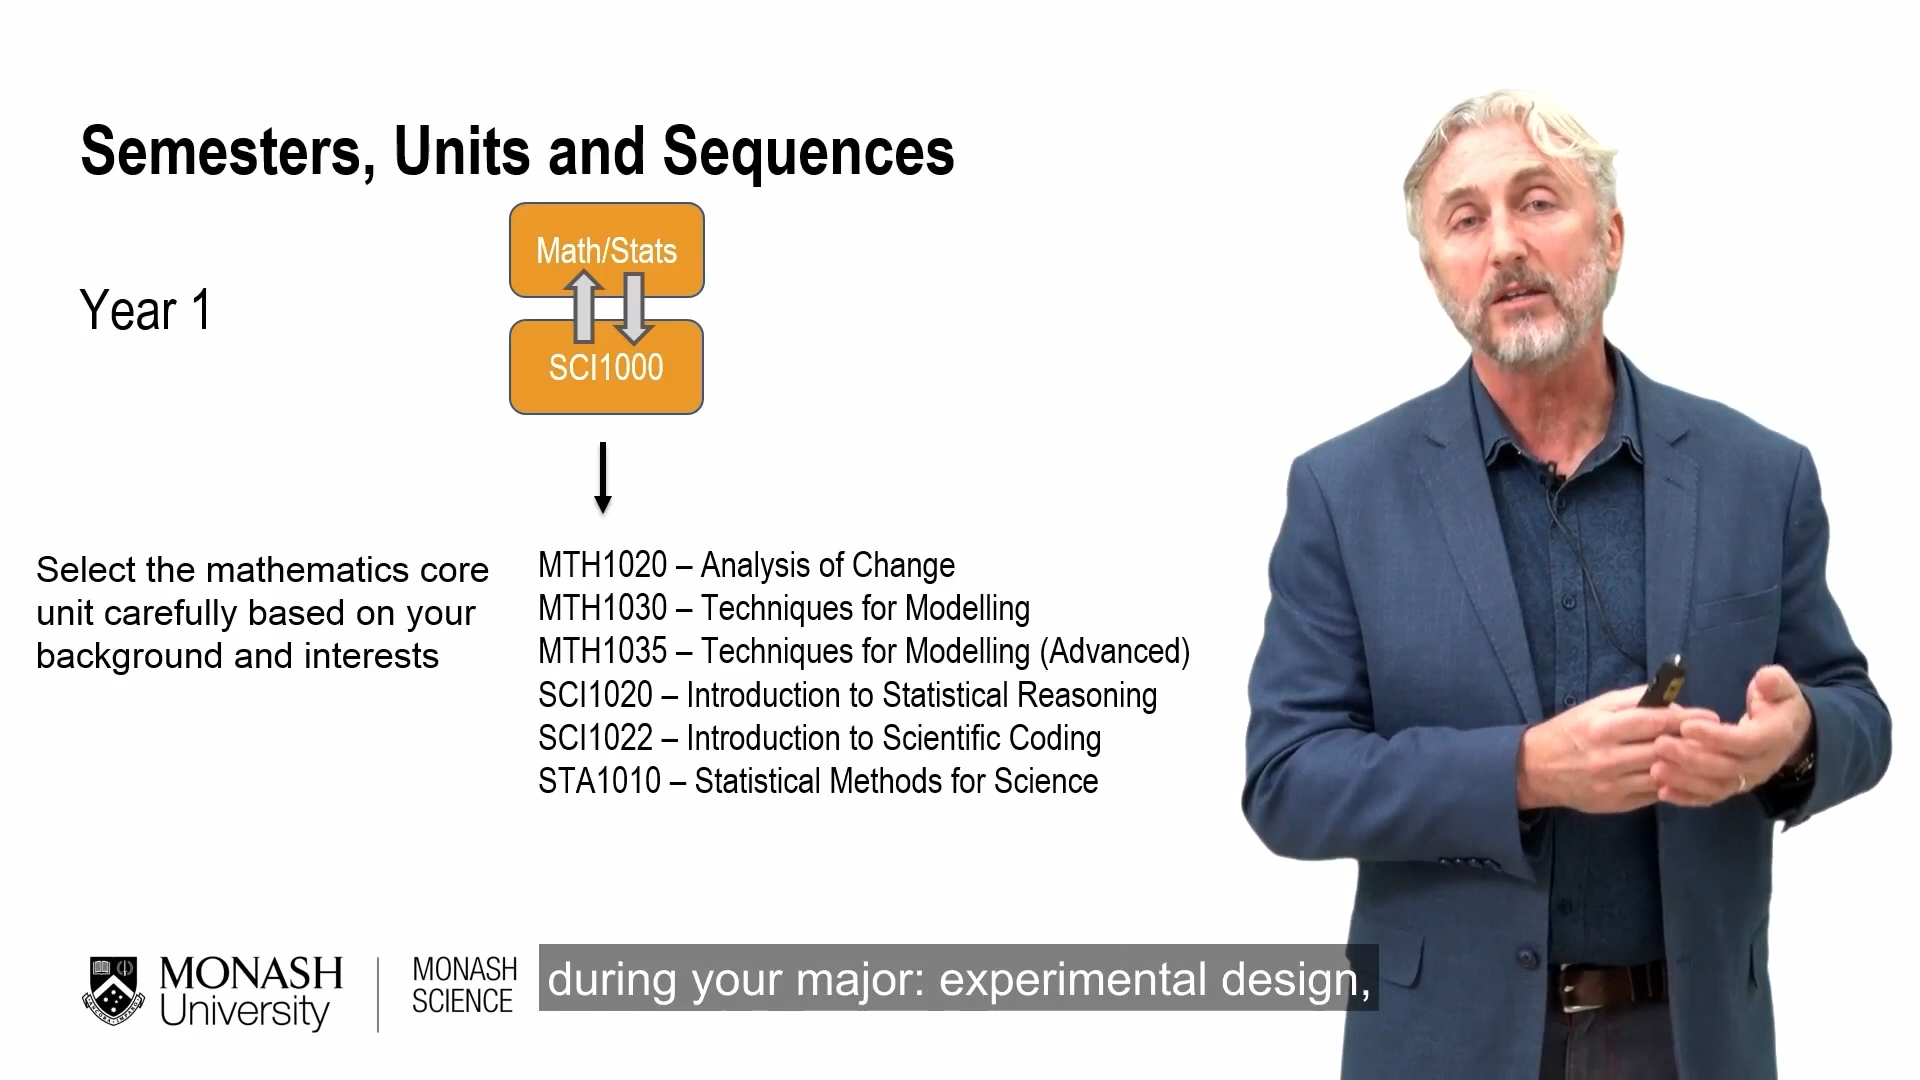 Semesters, Units and Sequences
Math/Stats
Year 1
SCI1000
Select the mathematics core
unit carefully based on your
background and interests
MTH1020 – Analysis of Change
MTH1030 – Techniques for Modelling
MTH1035 – Techniques for Modelling (Advanced)
SCI1020 – Introduction to Statistical Reasoning
SCI1022 – Introduction to Scientific Coding
STA1010 – Statistical Methods for Science
MONASH
University
MONASH
SCIENCE
during your major: experimental design,